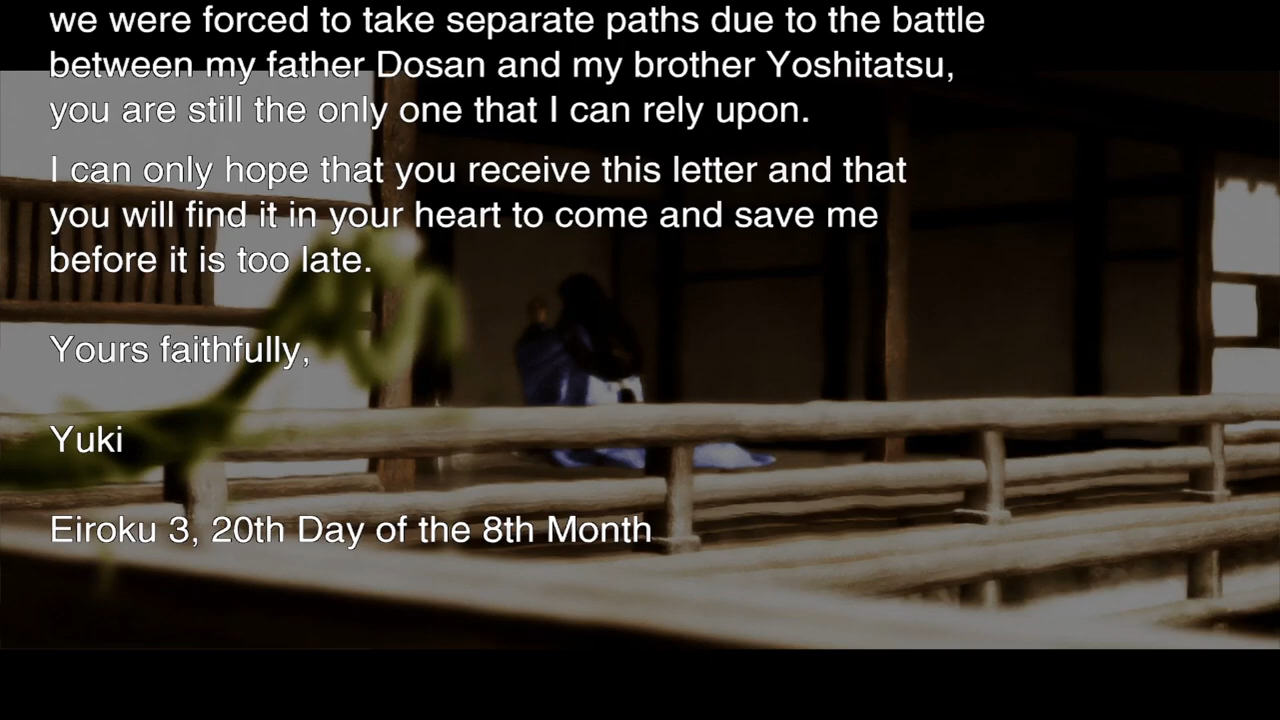 we were forced to take separate paths due to the battle
between my father Dosan and my brother Yoshitatsu,
you are still the only one that I can rely upon.
I can only hope that you receive this letter and that
you will find it in your heart to come and save me
before it is too late.
Yours faithfully,
Yuki
Eiroku 3, 20th Day of the 8th Month